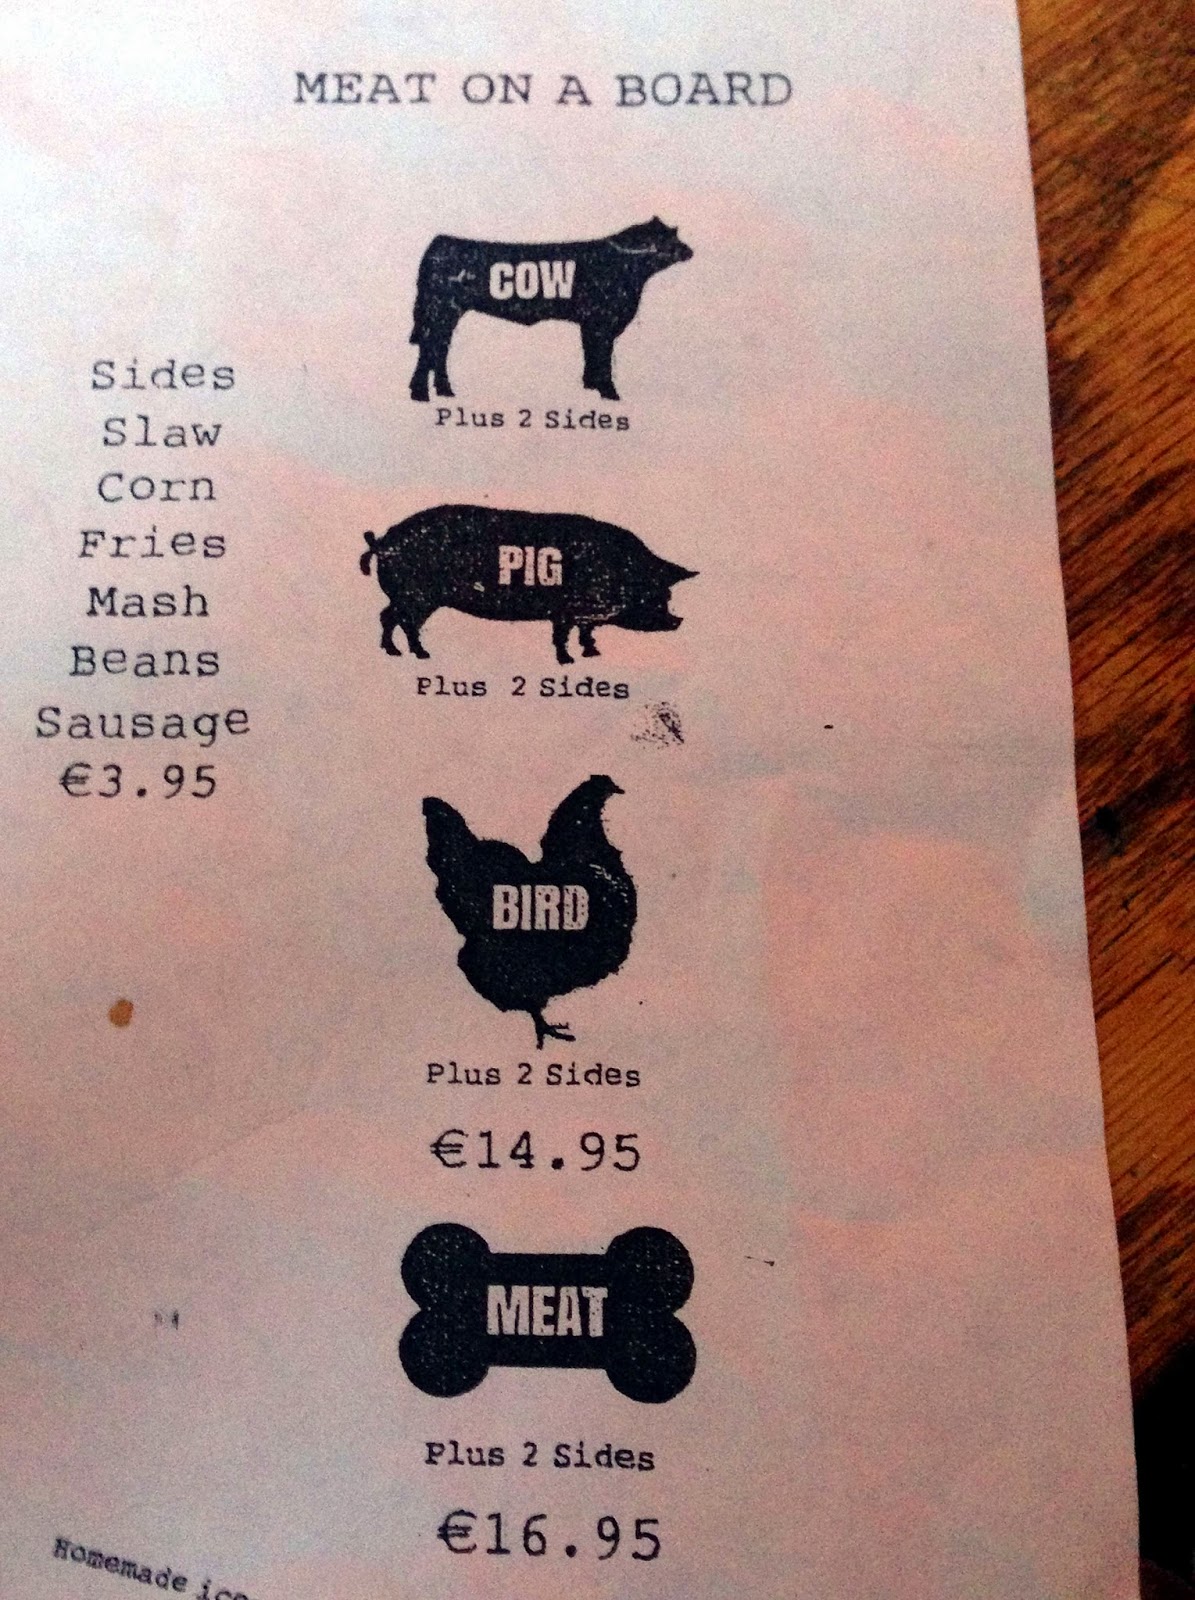 MEAT ON A BOARD
COW
Plus 2 Sides
PIG
Plus 2 Sides
BIRD
Plus 2 Sides
€14.95
MEAT
Plus 2 Sides
€16.95
Sides
Slaw
Corn
Fries
Mash
Beans
Sausage
€3.95
Homemade ice